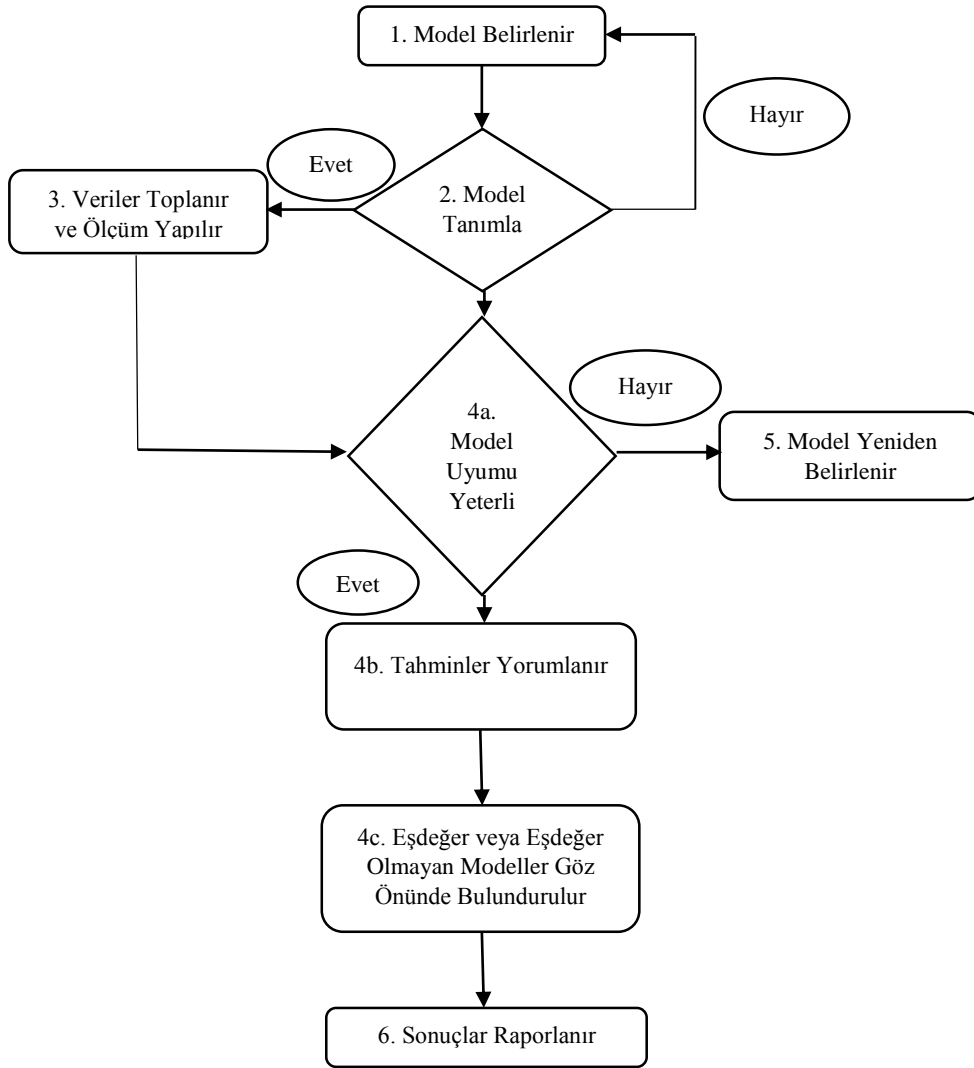 1. Model Belirlenir
Hayır
Evet
2. Model
Tanımla
3. Veriler Toplanır
ve Ölçüm Yapılır
Hayır
4a.
Model
Uyumu
Yeterli
5. Model Yeniden
Belirlenir
Evet
4b. Tahminler Yorumlanır
4c. Eşdeğer veya Eşdeğer
Olmayan Modeller Göz
Önünde Bulundurulur
6. Sonuçlar Raporlanır